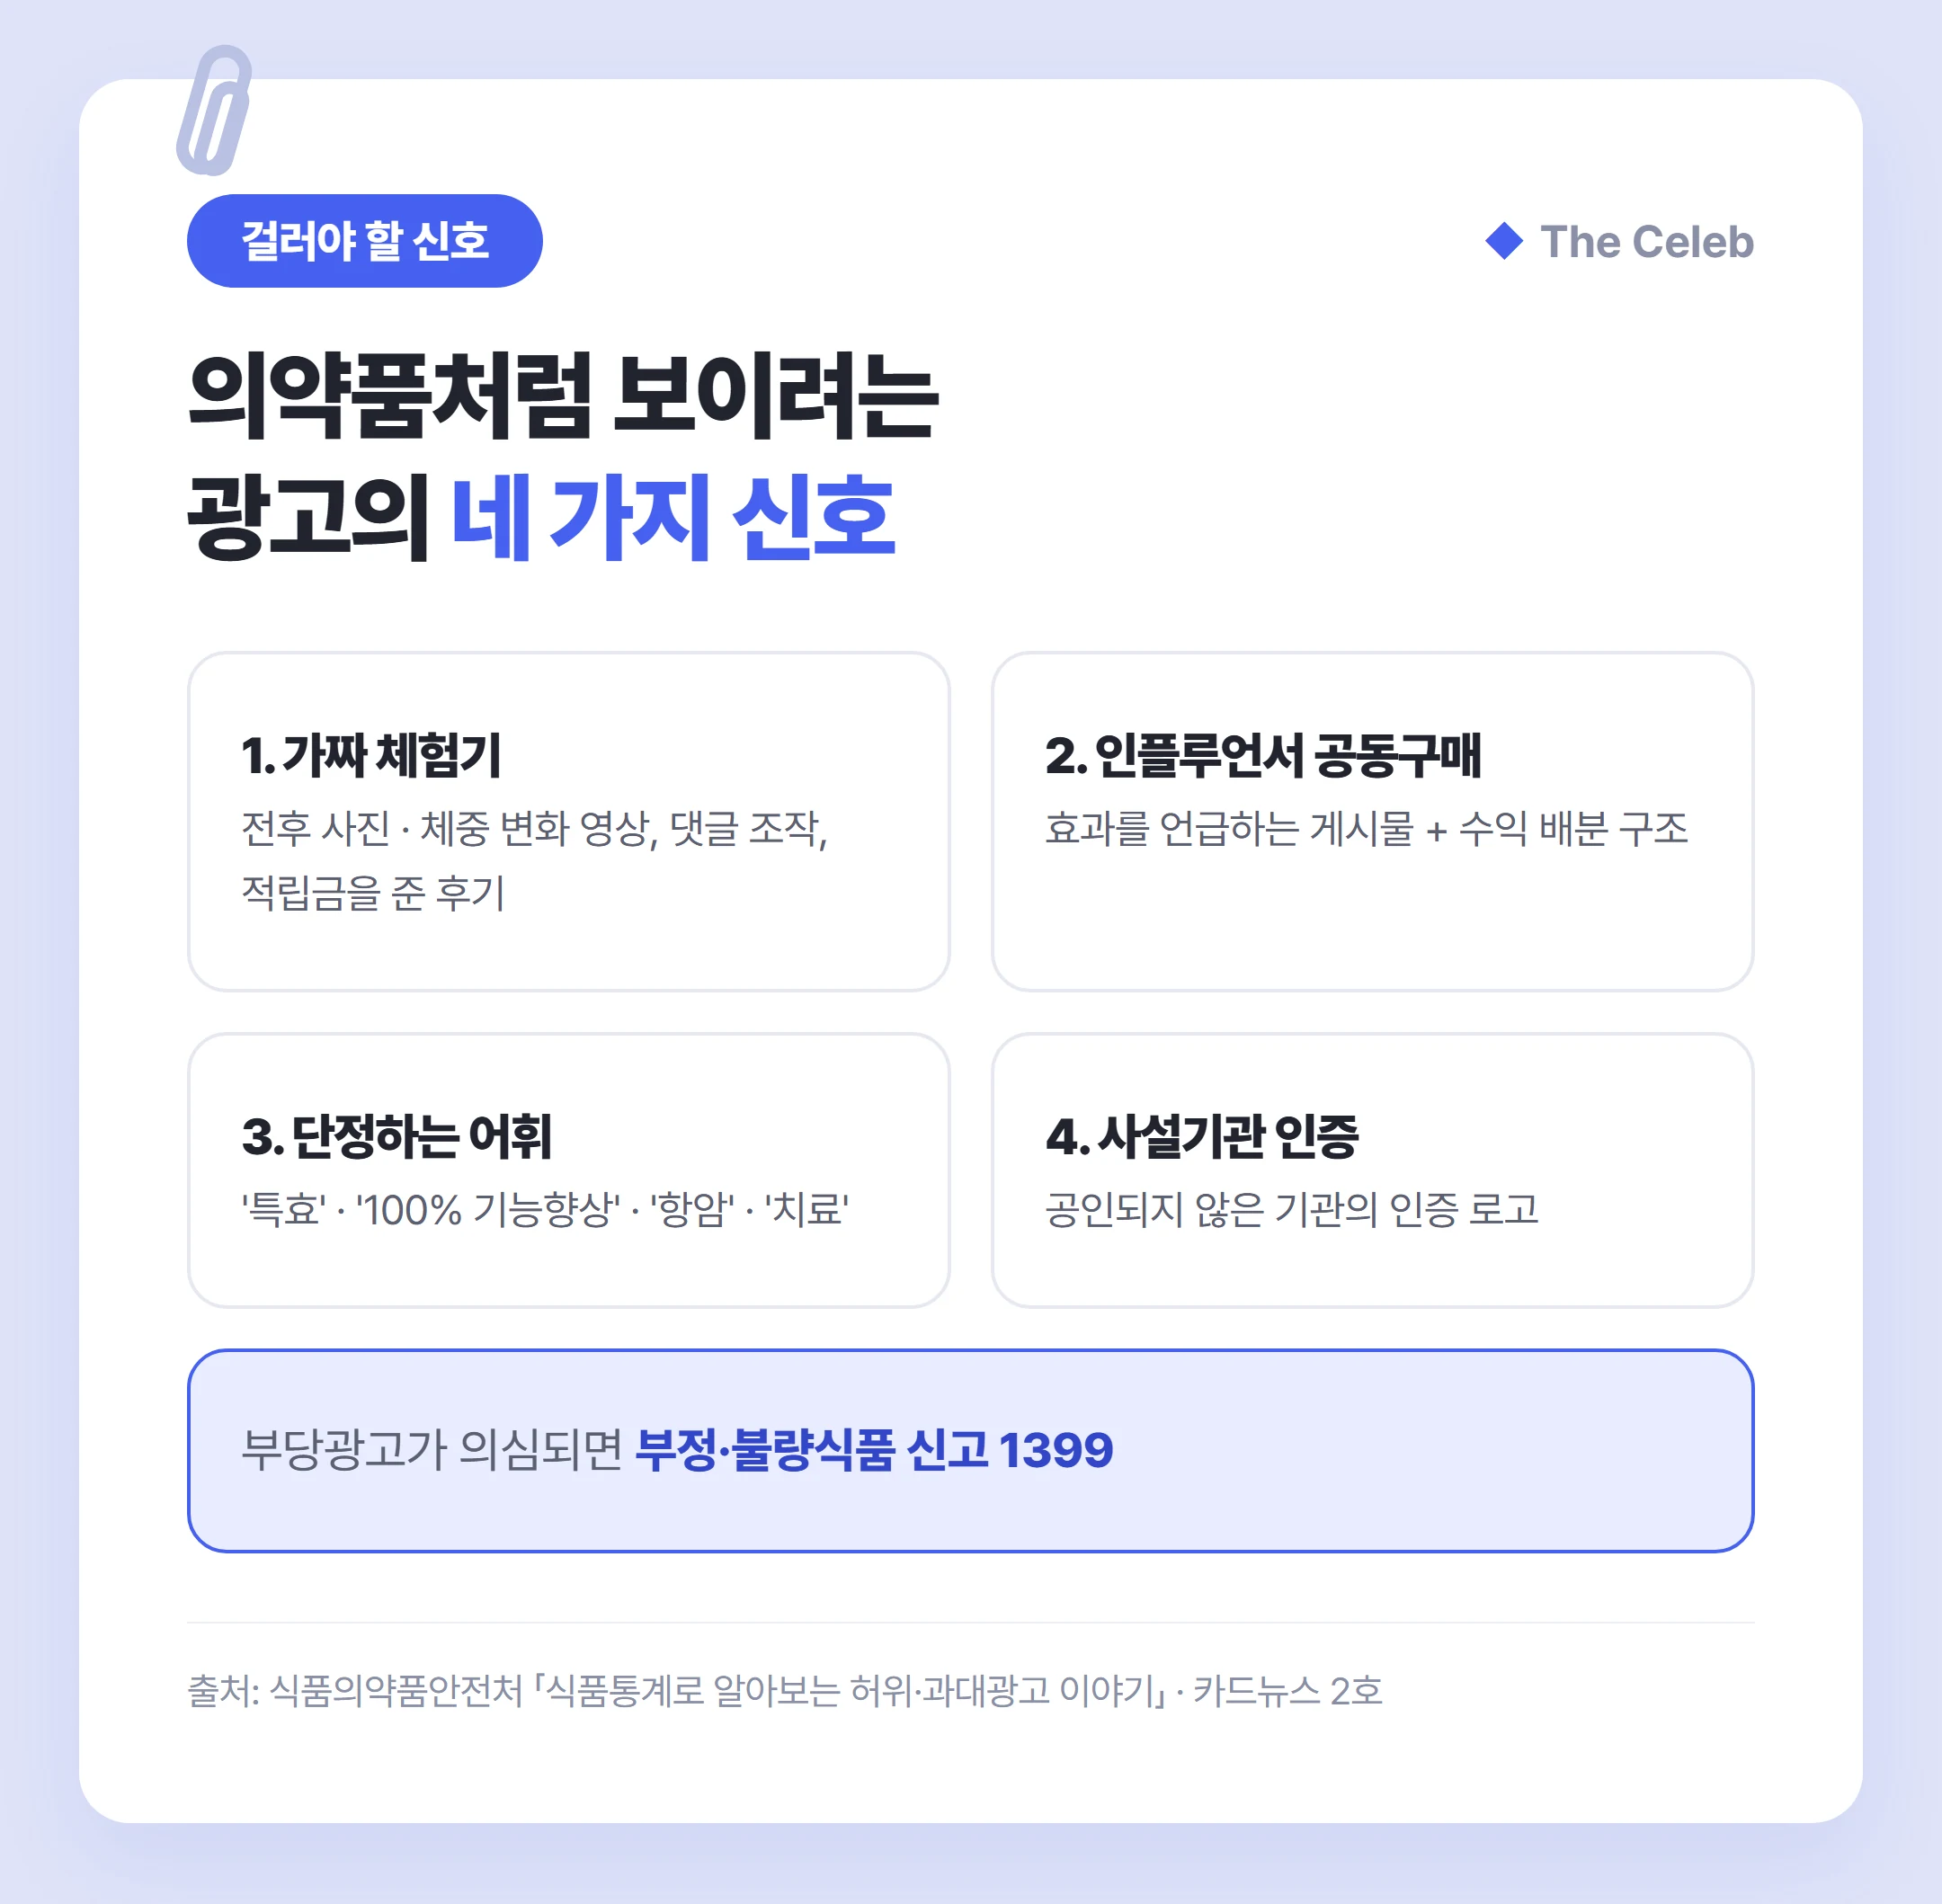 걸러야 할 신호
The Celeb
의약품처럼 보이려는
광고의 네 가지 신호
1. 가짜 체험기
전후 사진 · 체중 변화 영상, 댓글 조작,
적립금을 준 후기
2. 인플루언서 공동구매
효과를 언급하는 게시물 + 수익 배분 구조
3. 단정하는 어휘
'특효' · '100% 기능향상' · '항암' · '치료'
4. 사설기관 인증
공인되지 않은 기관의 인증 로고
부당광고가 의심되면 부정·불량식품 신고 1399
출처: 식품의약품안전처 「식품통계로 알아보는 허위·과대광고 이야기」 · 카드뉴스 2호